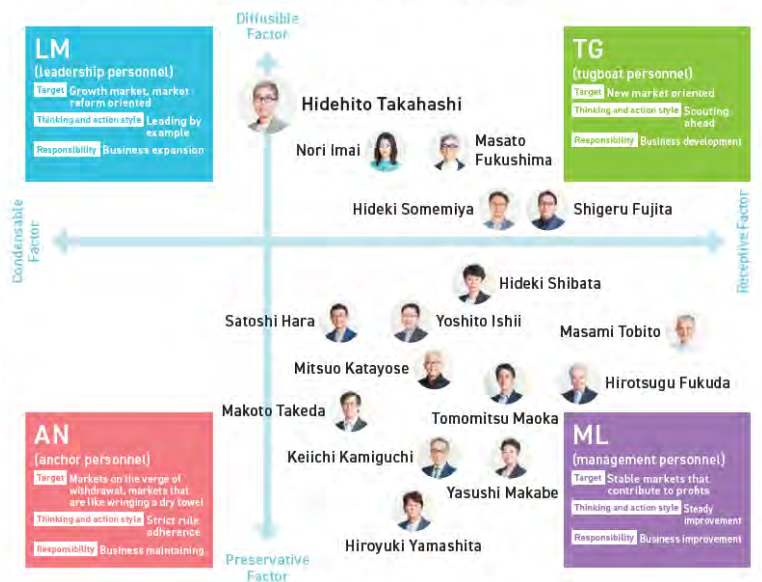 Diffusible
Factor
LM
(leadership personnel)
Target Growth market, market
reform oriented
Thinking and action style Leading by
example
Responsibility Business expansion
TG
(tugboat personnel)
Target New market oriented
Thinking and action style Scouting
ahead
Responsibility Business development
Hidehito Takahashi
Nori Imai
Masato
Fukushima
Hideki Somemiya
Shigeru Fujita
Condensable
Factor
Receptive Factor
Hideki Shibata
Satoshi Hara
Yoshito Ishii
Masami Tobito
Mitsuo Katayose
Hirotsugu Fukuda
Makoto Takeda
Tomomitsu Maoka
Keiichi Kamiguchi
Yasushi Makabe
Hiroyuki Yamashita
AN
(anchor personnel)
Target Markets on the verge of
withdrawal, markets that
are like wringing a dry towel
Thinking and action style Strict rule
adherence
Responsibility Business maintaining
ML
(management personnel)
Target Stable markets that
contribute to profits
Thinking and action style Steady
improvement
Responsibility Business improvement
Preservative
Factor